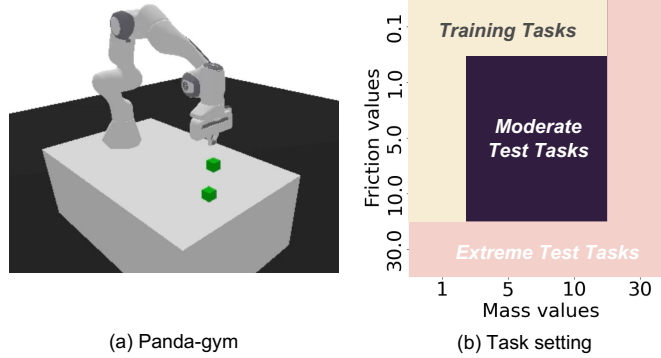 Friction values
0.1
1.0
5.0
10.0
30.0
Training Tasks
Moderate
Test Tasks
Extreme Test Tasks
1 5 10 30
Mass values
(a) Panda-gym
(b) Task setting